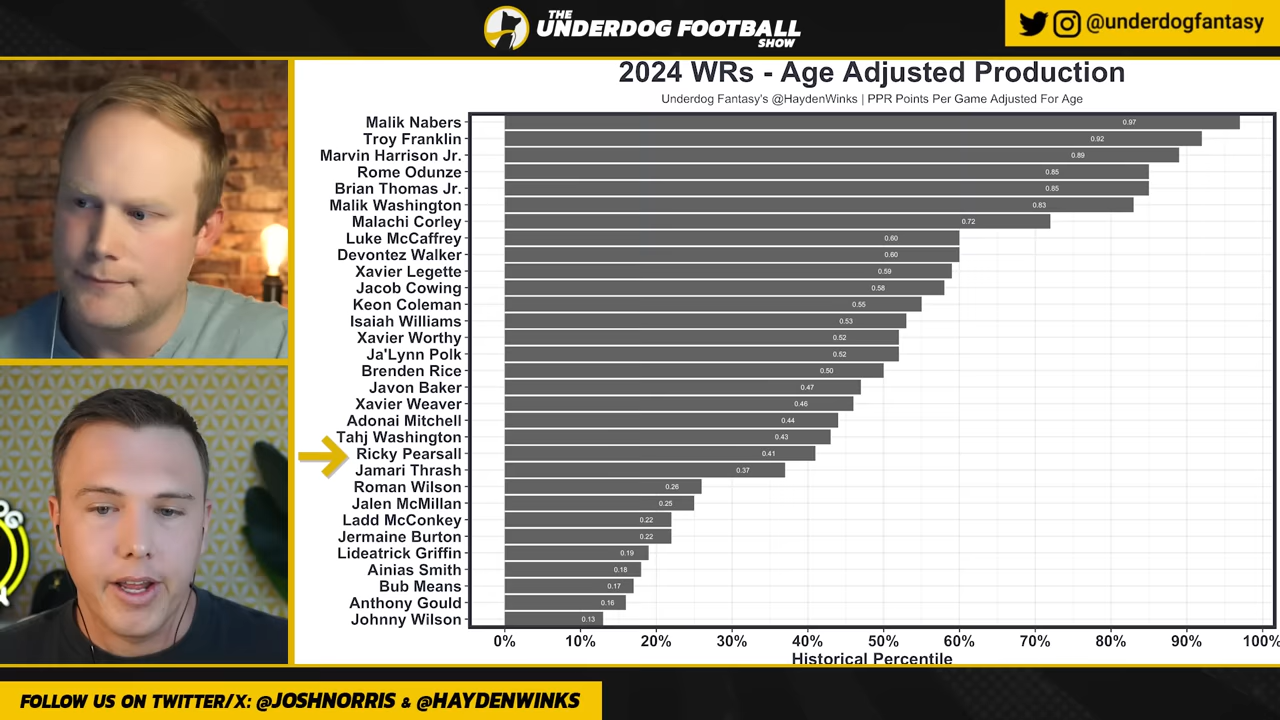 THE
UNDERDOG FOOTBALL
SHOW
@underdogfantasy
2024 WRs - Age Adjusted Production
Underdog Fantasy's @HaydenWinks | PPR Points Per Game Adjusted For Age
Malik Nabers 0.97
Troy Franklin 0.92
Marvin Harrison Jr. 0.89
Rome Odunze 0.85
Brian Thomas Jr. 0.85
Malik Washington 0.83
Malachi Corley 0.72
Luke McCaffrey 0.60
Devontez Walker 0.60
Xavier Legette 0.59
Jacob Cowing 0.58
Keon Coleman 0.55
Isaiah Williams 0.53
Xavier Worthy 0.52
Ja'Lynn Polk 0.52
Brenden Rice 0.50
Javon Baker 0.47
Xavier Weaver 0.46
Adonai Mitchell 0.44
Tahj Washington 0.43
Ricky Pearsall 0.41
Jamari Thrash 0.37
Roman Wilson 0.26
Jalen McMillan 0.25
Ladd McConkey 0.22
Jermaine Burton 0.22
Lideatrick Griffin 0.19
Ainias Smith 0.18
Bub Means 0.17
Anthony Gould 0.16
Johnny Wilson 0.13
0% 10% 20% 30% 40% 50% 60% 70% 80% 90% 100%
Historical Percentile
FOLLOW US ON TWITTER/X: @JOSHNORRIS & @HAYDENWINKS